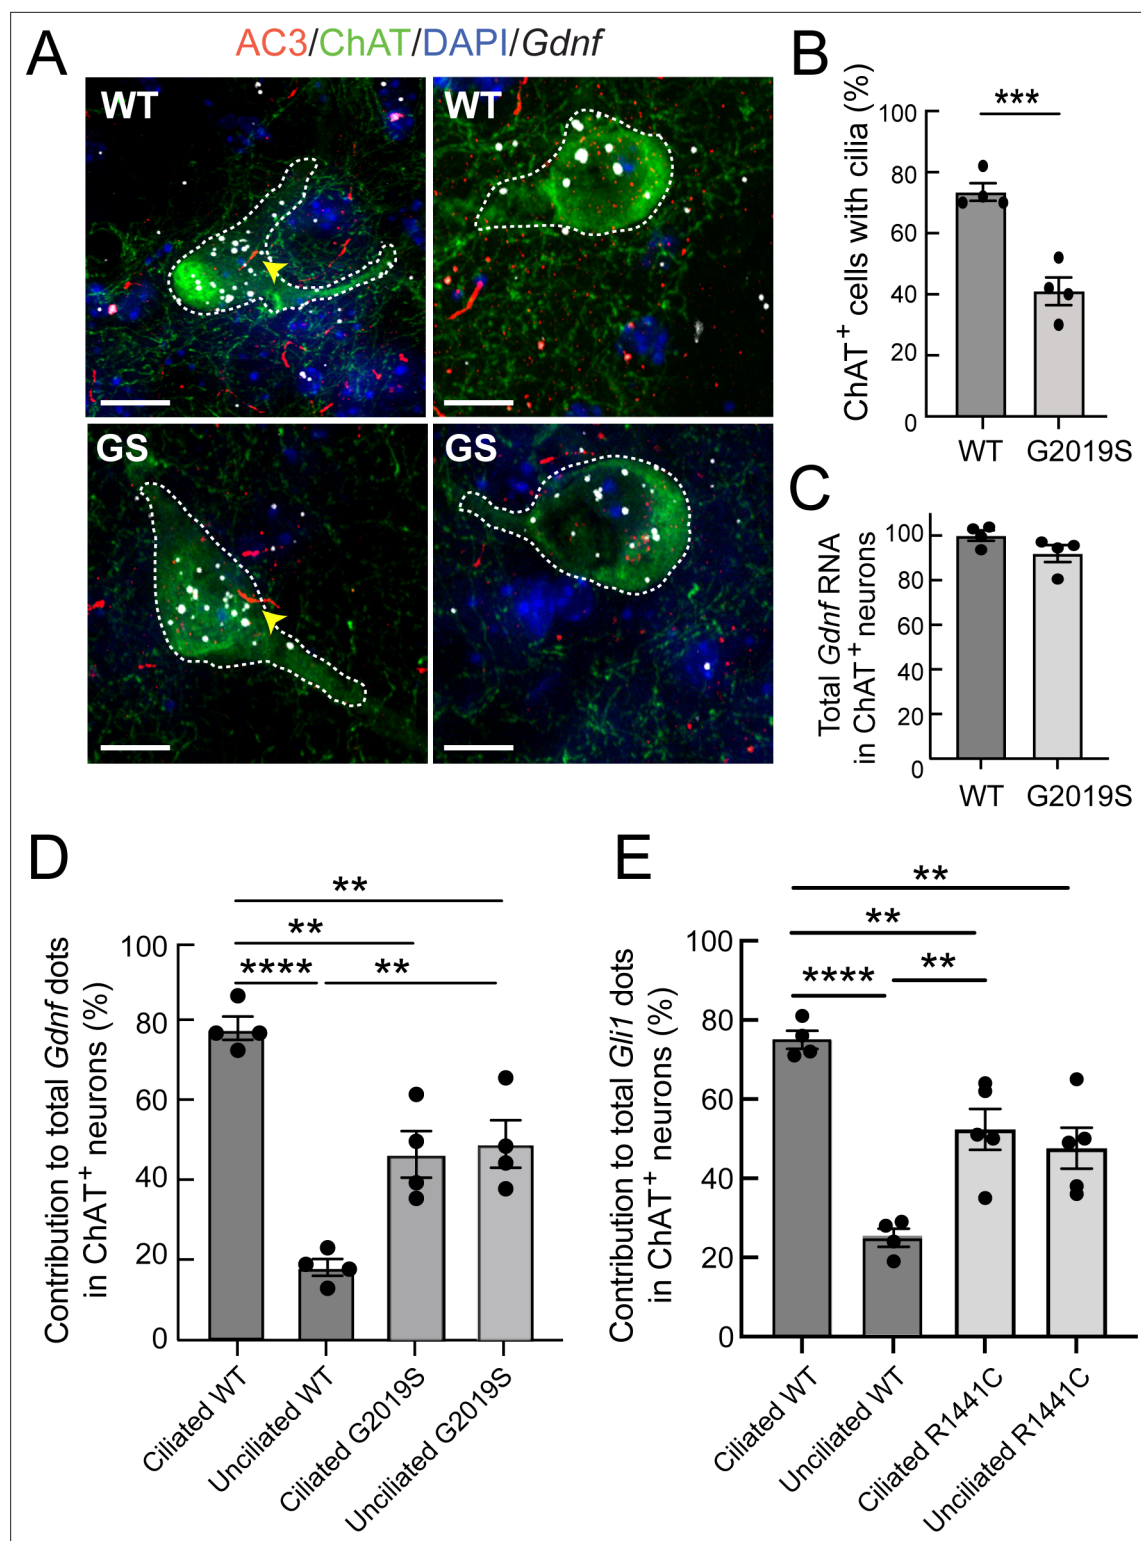 A
AC3/ChAT/DAPI/Gdnf
WT
WT
GS
GS
B
ChAT+ cells with cilia (%)
***
100
80
60
40
20
0
WT G2019S
C
Total Gdnf RNA
in ChAT+ neurons
100
80
60
40
20
0
WT G2019S
D
Contribution to total Gdnf dots
in ChAT+ neurons (%)
**
**
**** **
100
80
60
40
20
0
Ciliated WT
Unciliated WT
Ciliated G2019S
Unciliated G2019S
E
Contribution to total Gli1 dots
in ChAT+ neurons (%)
**
**
**** **
100
80
60
40
20
0
Ciliated WT
Unciliated WT
Ciliated R1441C
Unciliated R1441C